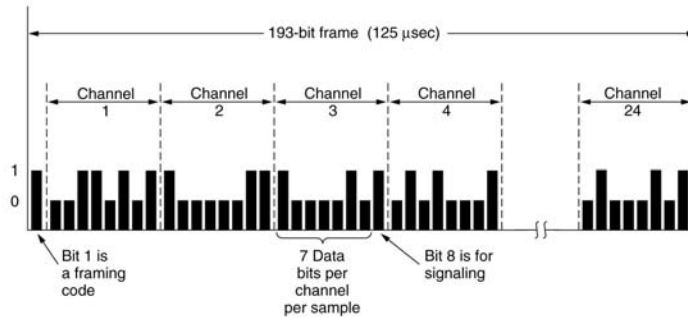 193-bit frame (125 μsec)
Channel
1
Channel
2
Channel
3
Channel
4
Channel
24
1
0
Bit 1 is
a framing
code
7 Data
bits per
channel
per sample
Bit 8 is for
signaling